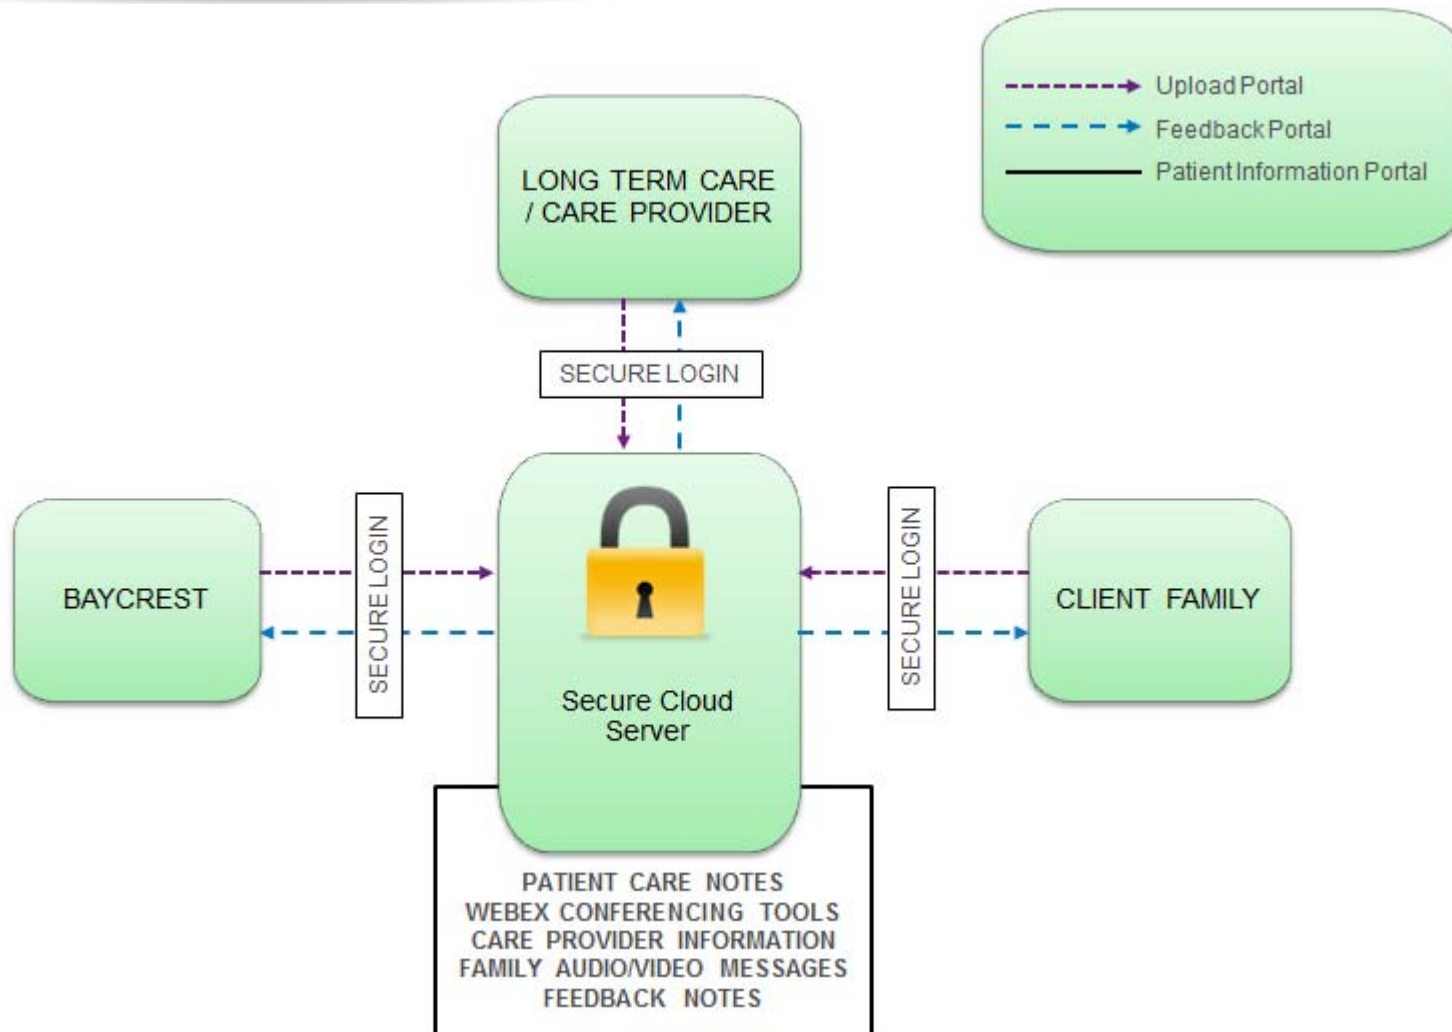 Upload Portal
Feedback Portal
Patient Information Portal
LONG TERM CARE
/ CARE PROVIDER
SECURE LOGIN
BAYCREST
SECURE LOGIN
Secure Cloud
Server
SECURE LOGIN
CLIENT FAMILY
PATIENT CARE NOTES
WEBEX CONFERENCING TOOLS
CARE PROVIDER INFORMATION
FAMILY AUDIO/VIDEO MESSAGES
FEEDBACK NOTES